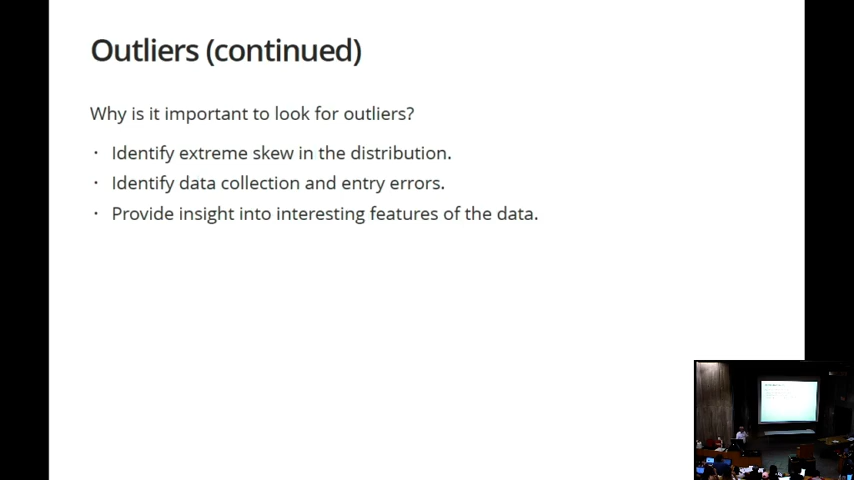 Outliers (continued)
Why is it important to look for outliers?
· Identify extreme skew in the distribution.
· Identify data collection and entry errors.
· Provide insight into interesting features of the data.